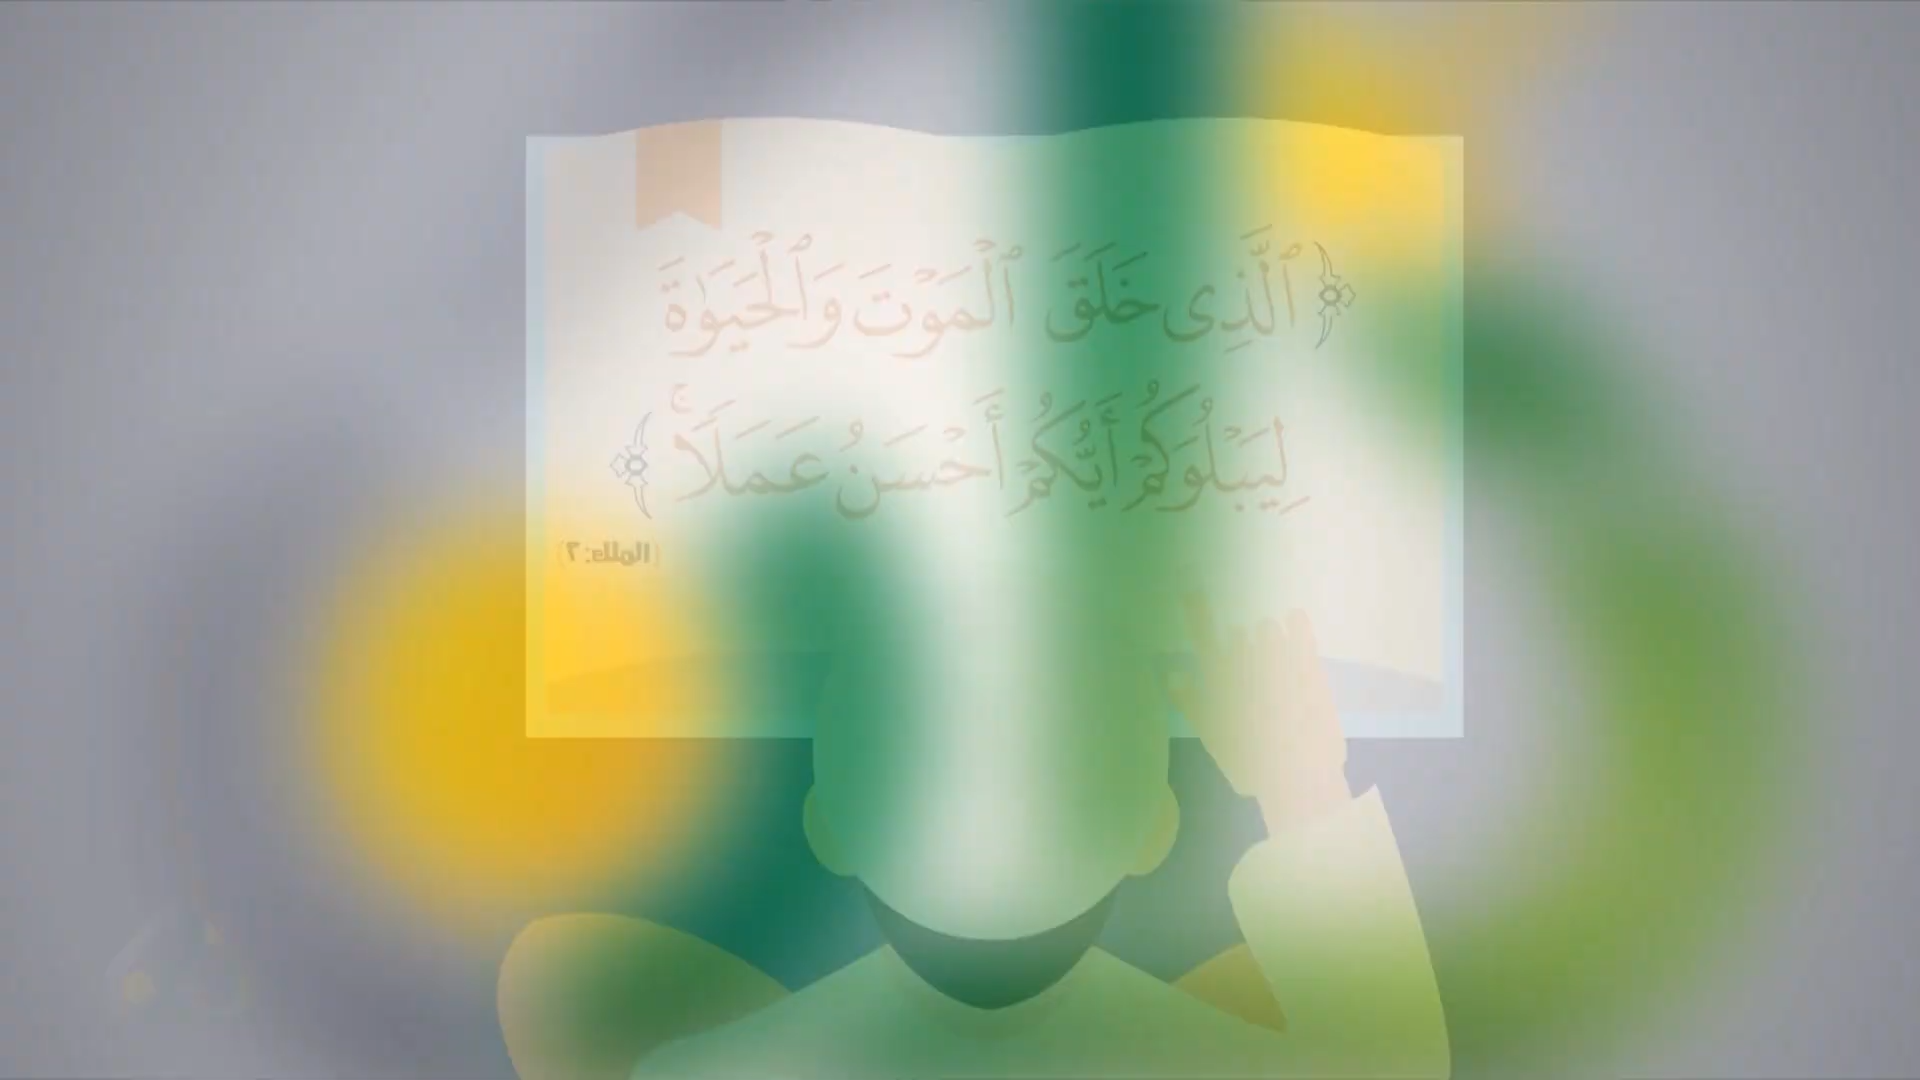 ﴿ٱلَّذِى خَلَقَ ٱلْمَوْتَ وَٱلْحَيَوٰةَ
لِيَبْلُوَكُمْ أَيُّكُمْ أَحْسَنُ عَمَلًاۚ﴾
(الملك: ٢)